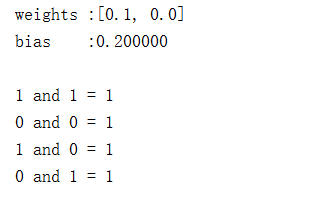 weights :[0.1, 0.0]
bias    :0.200000

1 and 1 = 1
0 and 0 = 1
1 and 0 = 1
0 and 1 = 1